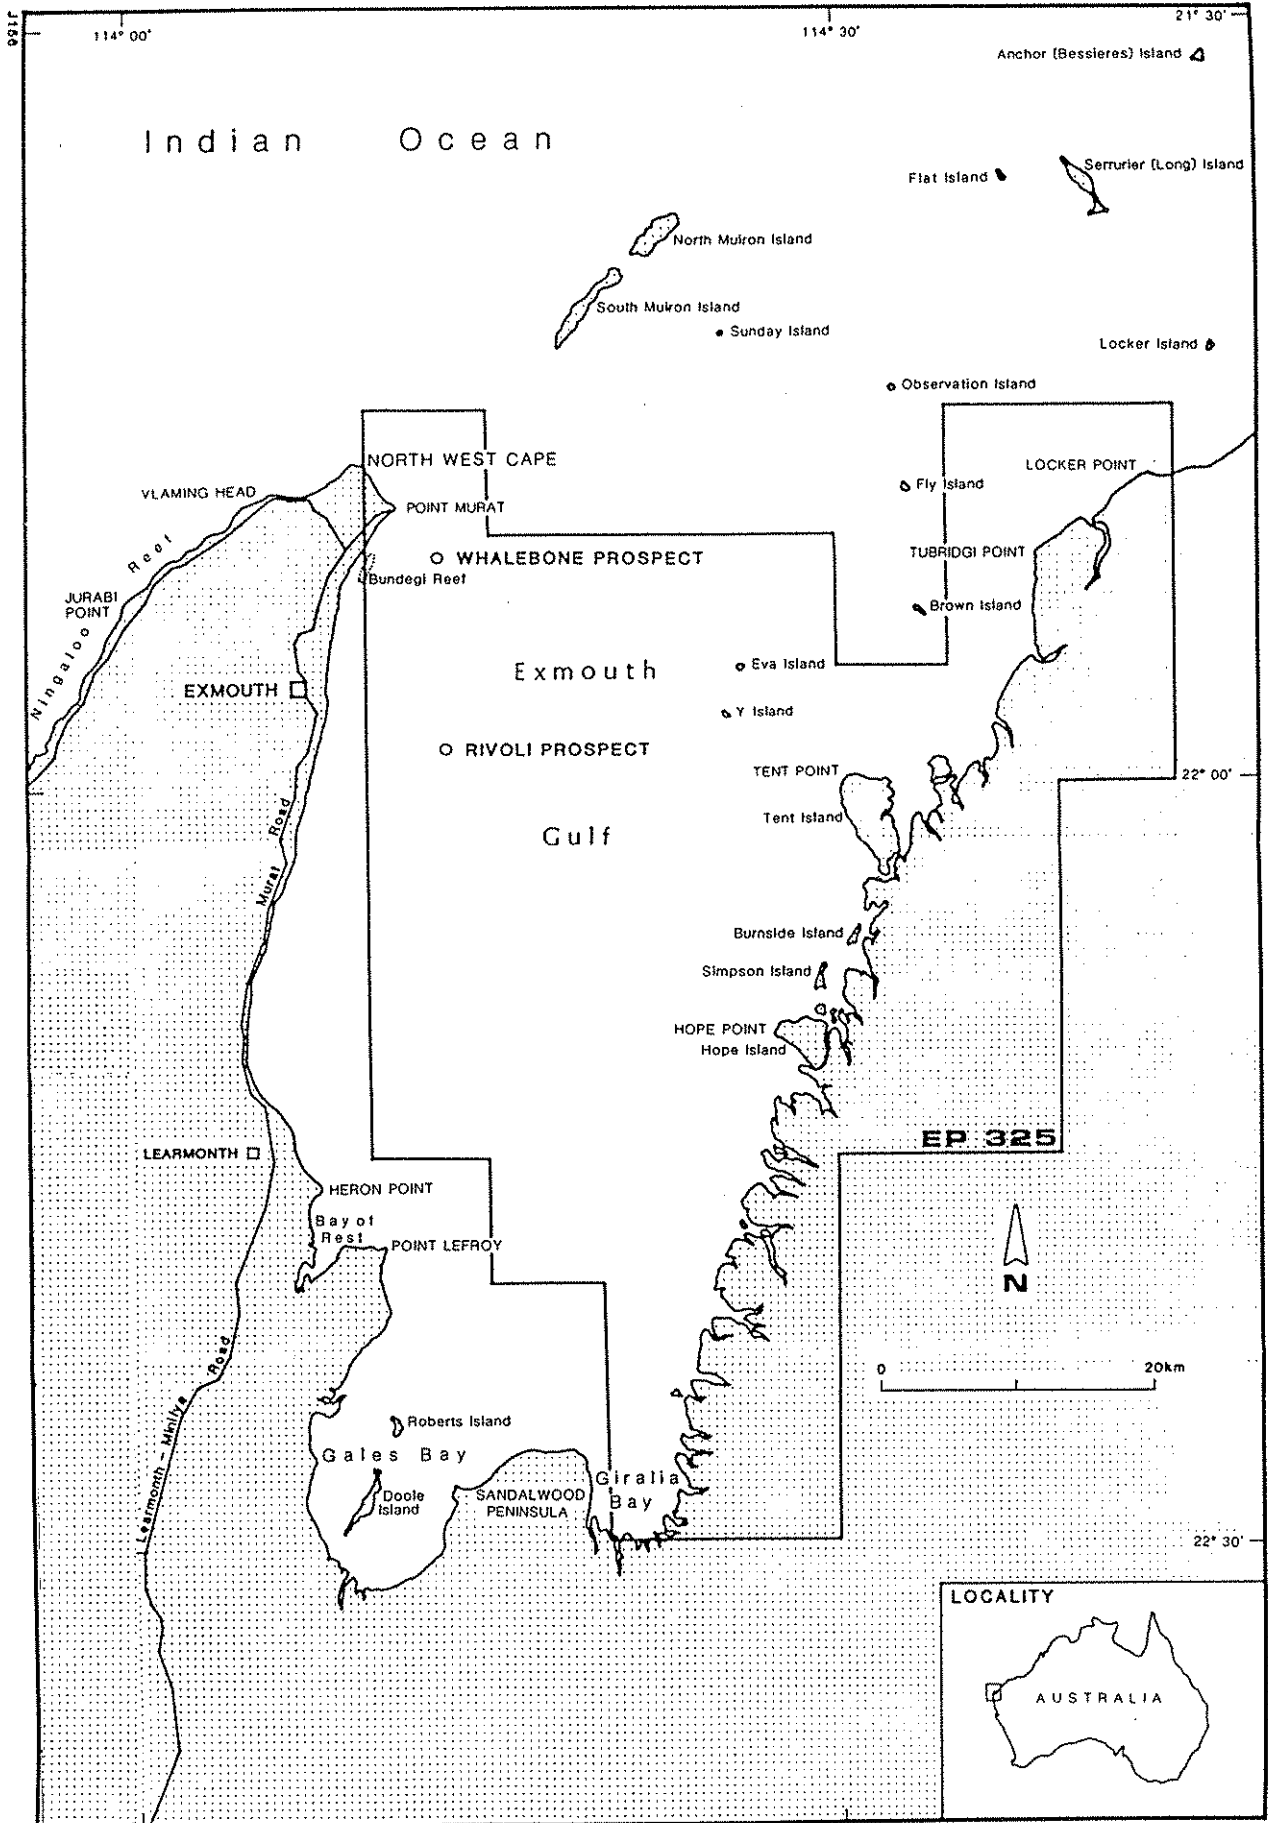 J156
114° 00'
114° 30'
21° 30'
Anchor (Bessieres) Island
Indian Ocean
Flat Island
Serrurier (Long) Island
North Muiron Island
South Muiron Island
Sunday Island
Locker Island
Observation Island
NORTH WEST CAPE
LOCKER POINT
VLAMING HEAD
Fly Island
POINT MURAT
Ningaloo Reef
WHALEBONE PROSPECT
TUBRIDGI POINT
Bundegi Reef
JURABI
POINT
Brown Island
Exmouth
Eva Island
EXMOUTH
Y Island
RIVOLI PROSPECT
TENT POINT
22° 00'
Tent Island
Gulf
Murat Road
Burnside Island
Simpson Island
HOPE POINT
Hope Island
EP 325
LEARMONTH
HERON POINT
Bay of
Rest
POINT LEFROY
N
0
20km
Learmonth - Minilya Road
Roberts Island
Gales Bay
Doole
Island
SANDALWOOD
PENINSULA
Giralia
Bay
22° 30'
LOCALITY
AUSTRALIA